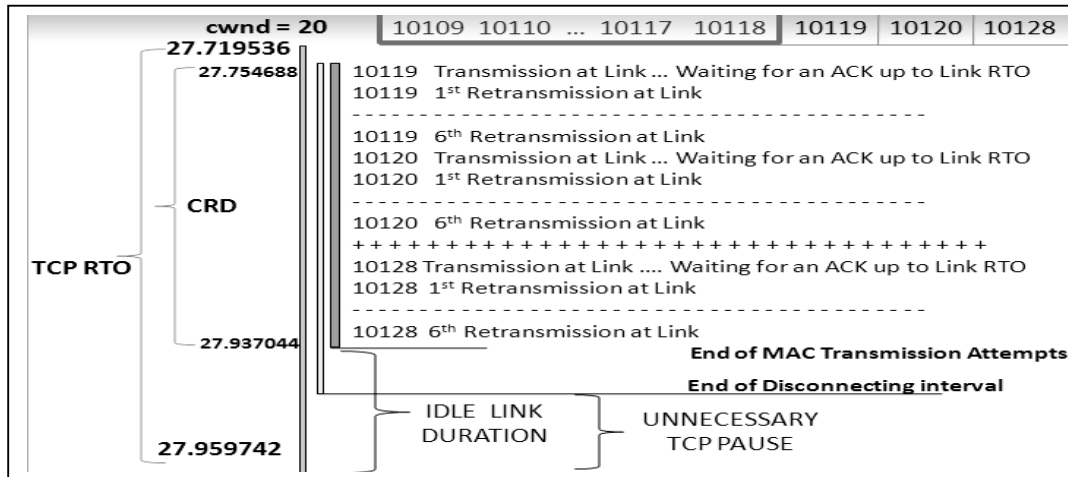 cwnd = 20
10109 10110 ... 10117 10118 10119 10120 10128
27.719536
27.754688
10119 Transmission at Link ... Waiting for an ACK up to Link RTO
10119 1st Retransmission at Link
- - - - - - - - - - - - - - - - - - - - - - - - - - - - - - - - - - - - -
10119 6th Retransmission at Link
10120 Transmission at Link ... Waiting for an ACK up to Link RTO
10120 1st Retransmission at Link
- - - - - - - - - - - - - - - - - - - - - - - - - - - - - - - - - - - - -
CRD
10120 6th Retransmission at Link
+ + + + + + + + + + + + + + + + + + + + + + + + + + + + + + + + + +
TCP RTO
10128 Transmission at Link .... Waiting for an ACK up to Link RTO
10128 1st Retransmission at Link
- - - - - - - - - - - - - - - - - - - - - - - - - - - - - - - - - - - - -
10128 6th Retransmission at Link
27.937044
End of MAC Transmission Attempts
End of Disconnecting interval
IDLE LINK
DURATION
UNNECESSARY
TCP PAUSE
27.959742